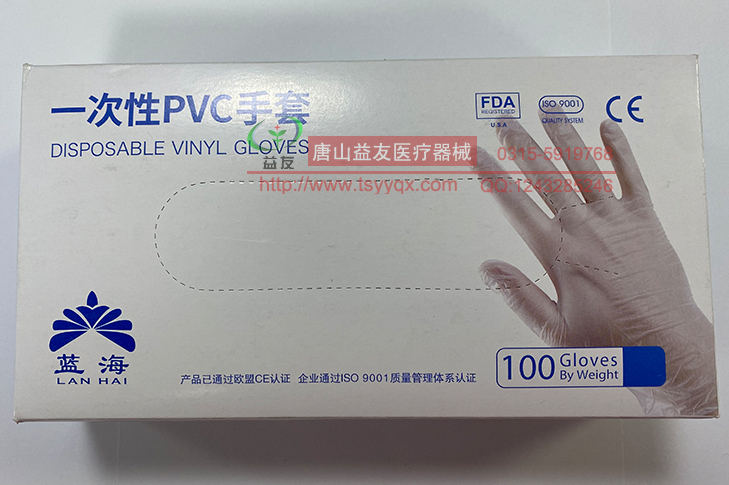 一次性PVC手套
DISPOSABLE VINYL GLOVES
FDA
REGISTERED
U.S.A
ISO 9001
QUALITY SYSTEM
CE
益友
唐山益友医疗器械
0315-5919768
http://www.tsyyqx.com
QQ:1243285346
蓝海
LAN HAI
产品已通过欧盟CE认证 企业通过ISO 9001质量管理体系认证
100 Gloves
By Weight